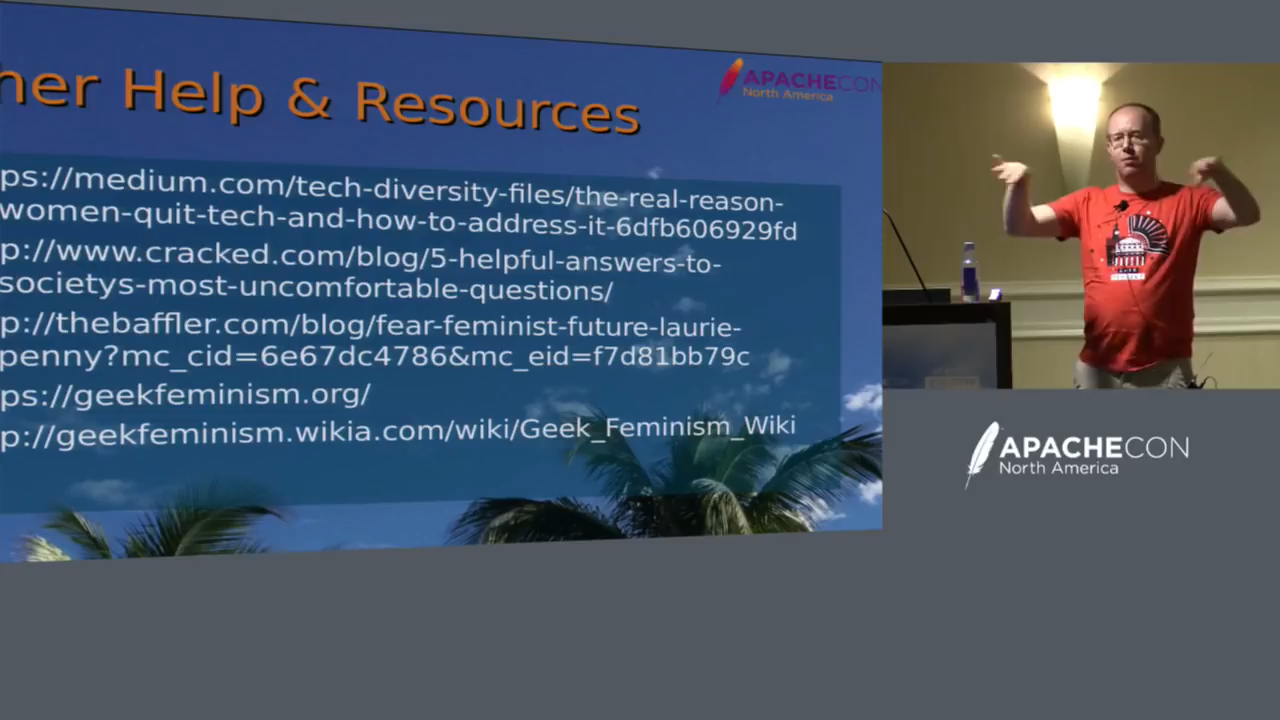 her Help & Resources
APACHECON
North America
ps://medium.com/tech-diversity-files/the-real-reason-
women-quit-tech-and-how-to-address-it-6dfb606929fd
p://www.cracked.com/blog/5-helpful-answers-to-
societys-most-uncomfortable-questions/
p://thebaffler.com/blog/fear-feminist-future-laurie-
penny?mc_cid=6e67dc4786&mc_eid=f7d81bb79c
ps://geekfeminism.org/
p://geekfeminism.wikia.com/wiki/Geek_Feminism_Wiki
APACHECON
North America